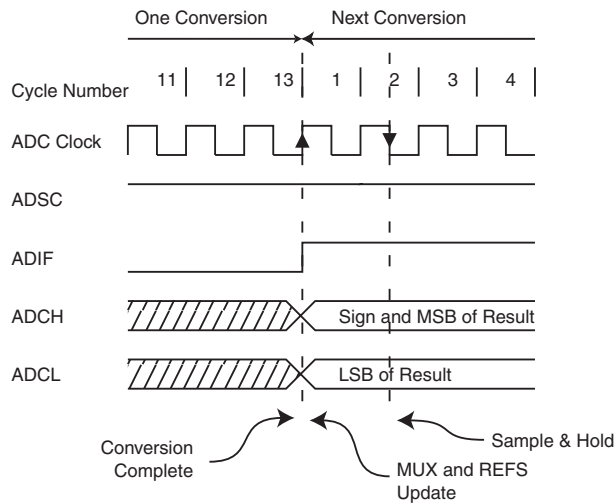 One Conversion Next Conversion
Cycle Number 11 12 13 1 2 3 4
ADC Clock
ADSC
ADIF
ADCH Sign and MSB of Result
ADCL LSB of Result
Conversion
Complete
MUX and REFS
Update
Sample & Hold